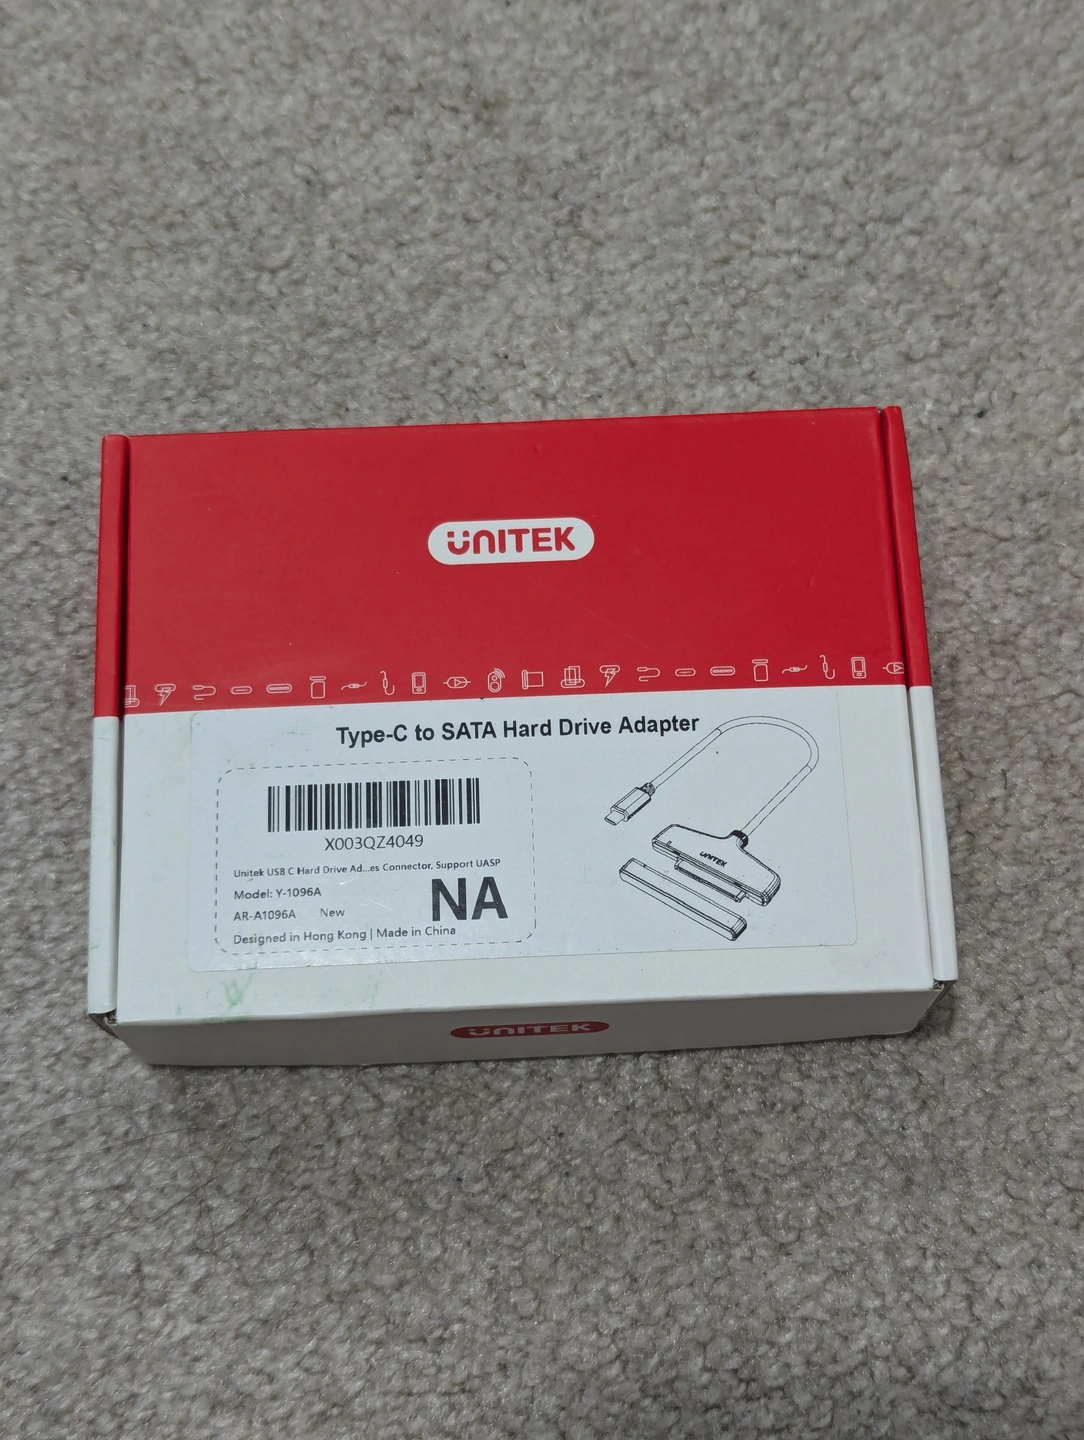 UNITEK
Type-C to SATA Hard Drive Adapter
X003QZ4049
Unitek USB C Hard Drive Ad...es Connector, Support UASP
Model: Y-1096A
AR-A1096A New
NA
Designed in Hong Kong | Made in China
UNITEK
UNITEK